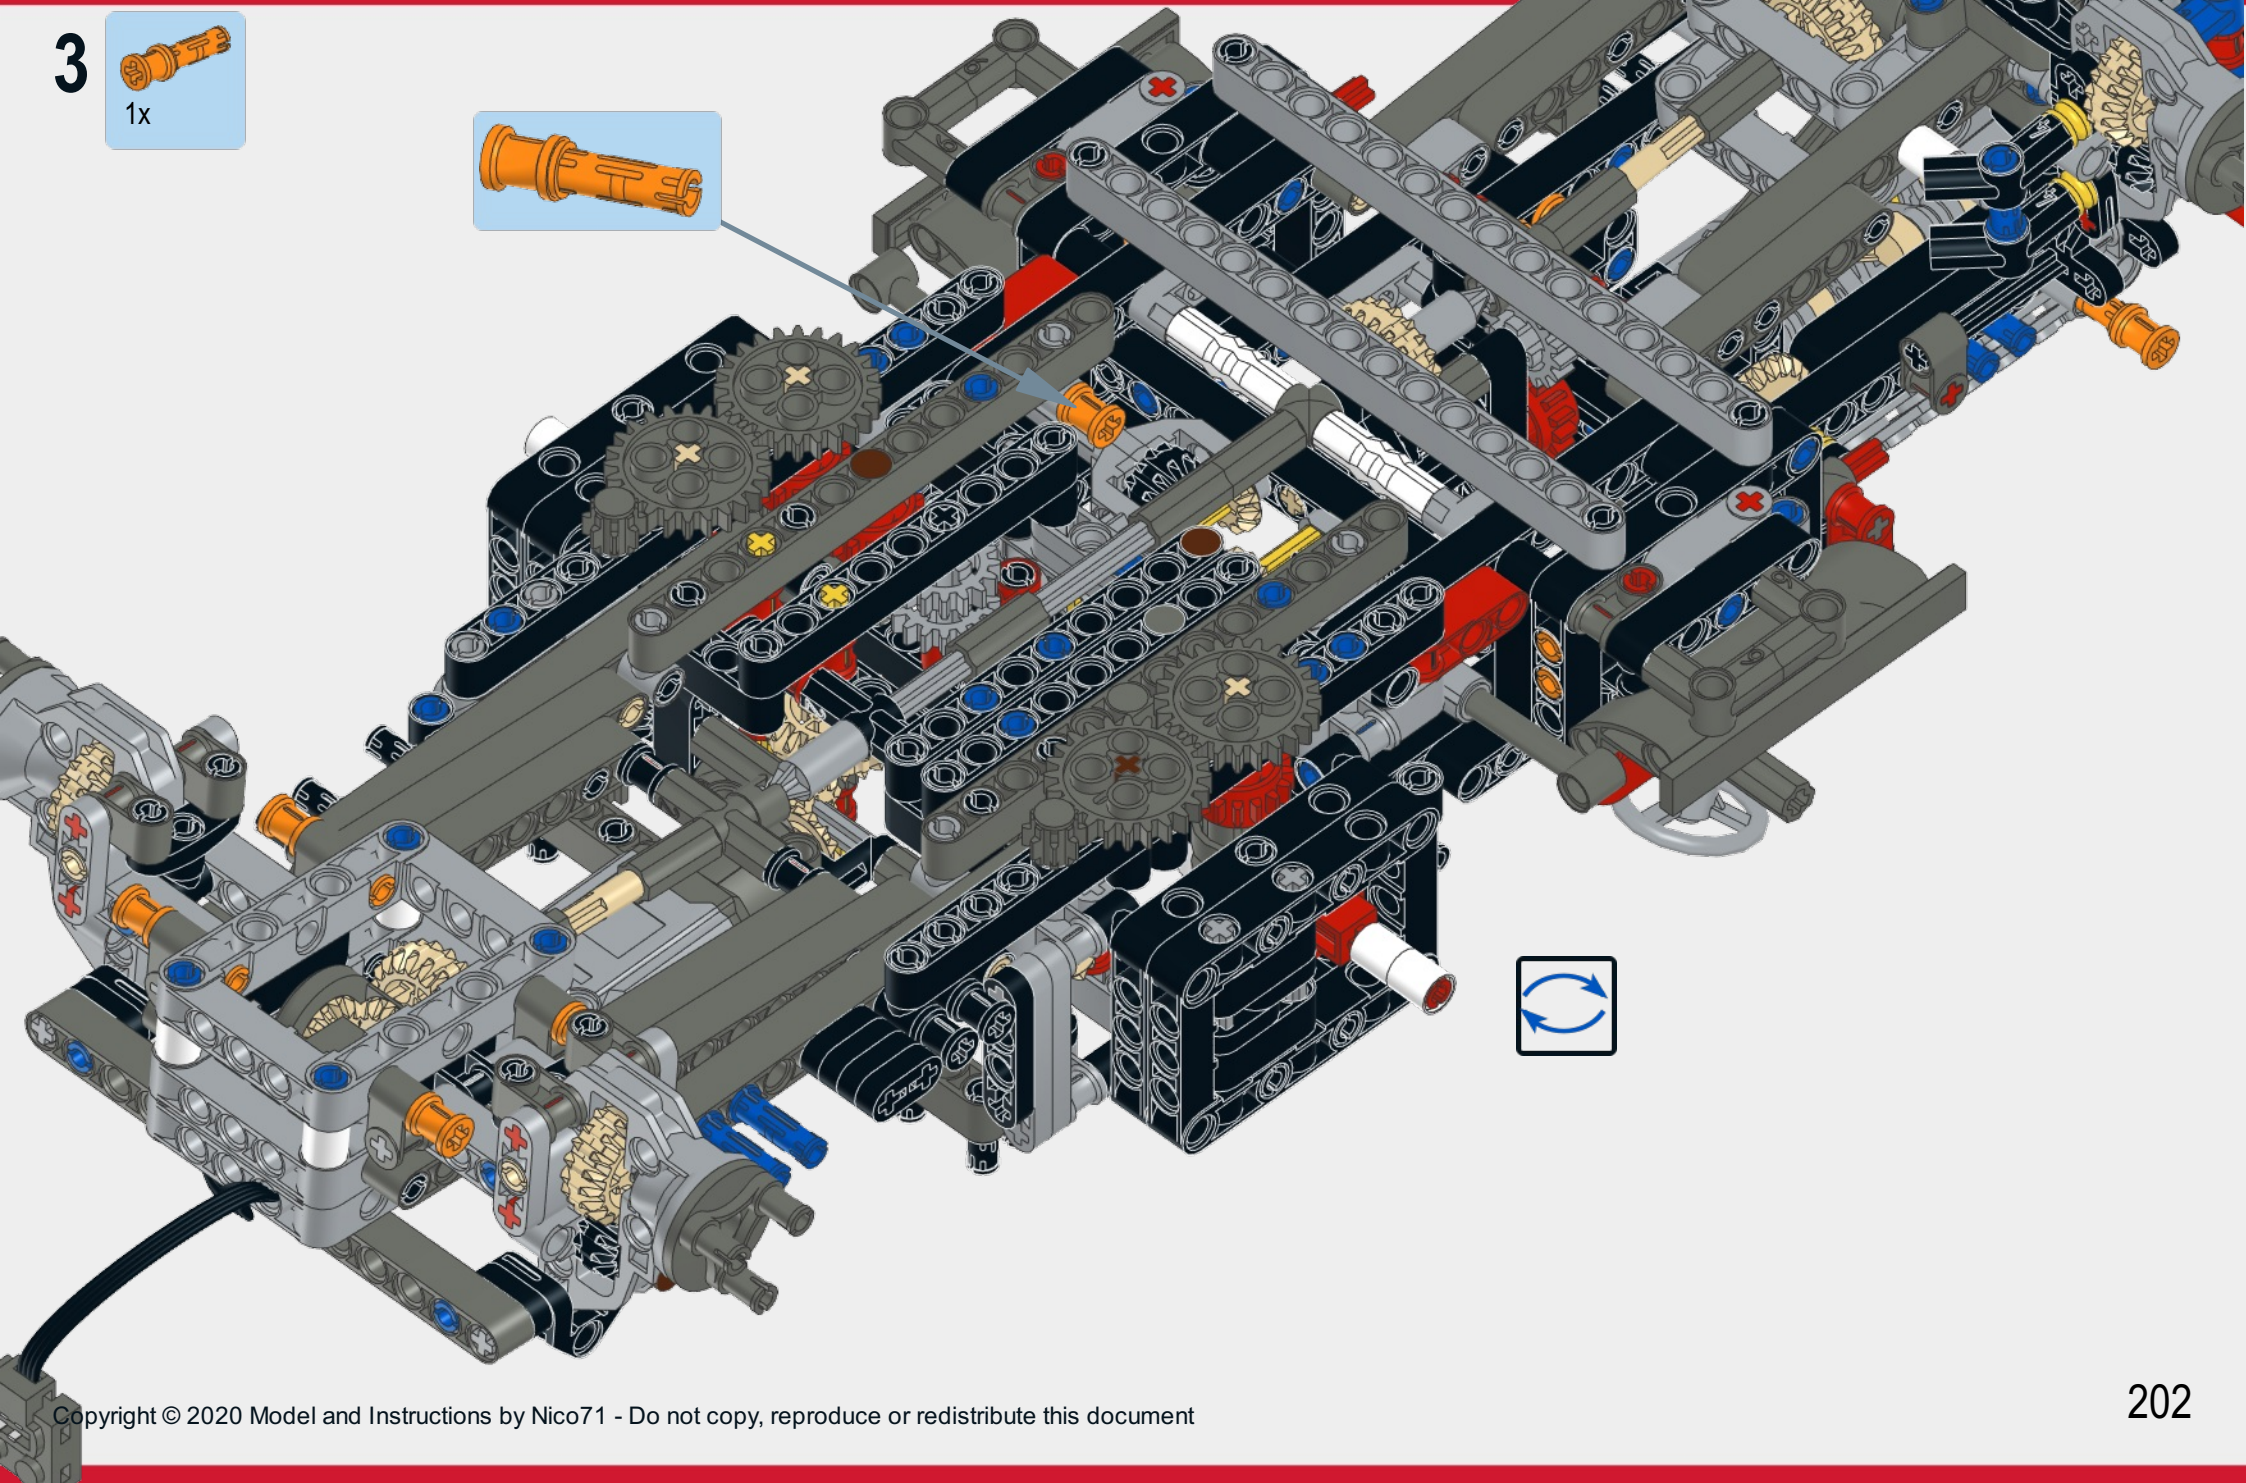 3
1x
Copyright © 2020 Model and Instructions by Nico71 - Do not copy, reproduce or redistribute this document
202